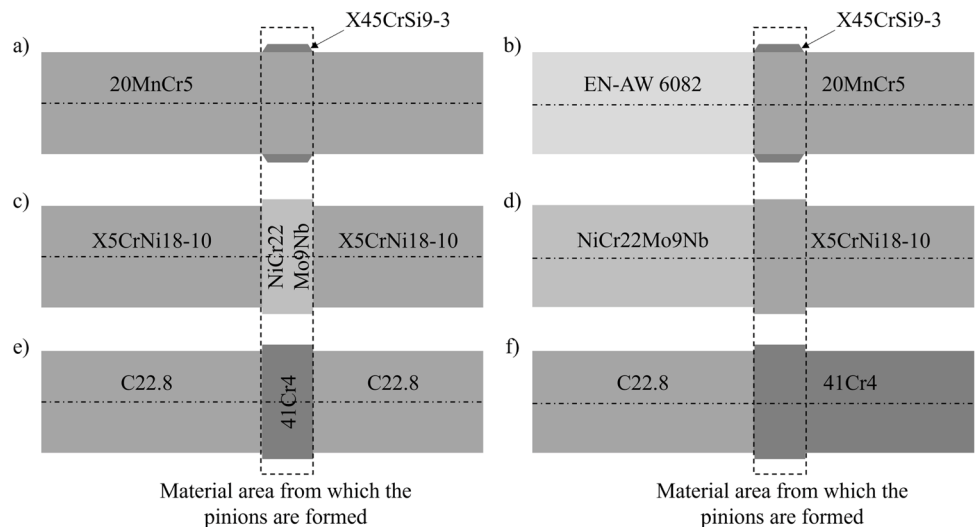 X45CrSi9-3
a)
20MnCr5
X45CrSi9-3
b)
EN-AW 6082
20MnCr5
c)
X5CrNi18-10
NiCr22
Mo9Nb
X5CrNi18-10
d)
NiCr22Mo9Nb
X5CrNi18-10
e)
C22.8
41Cr4
C22.8
f)
C22.8
41Cr4
Material area from which the
pinions are formed
Material area from which the
pinions are formed